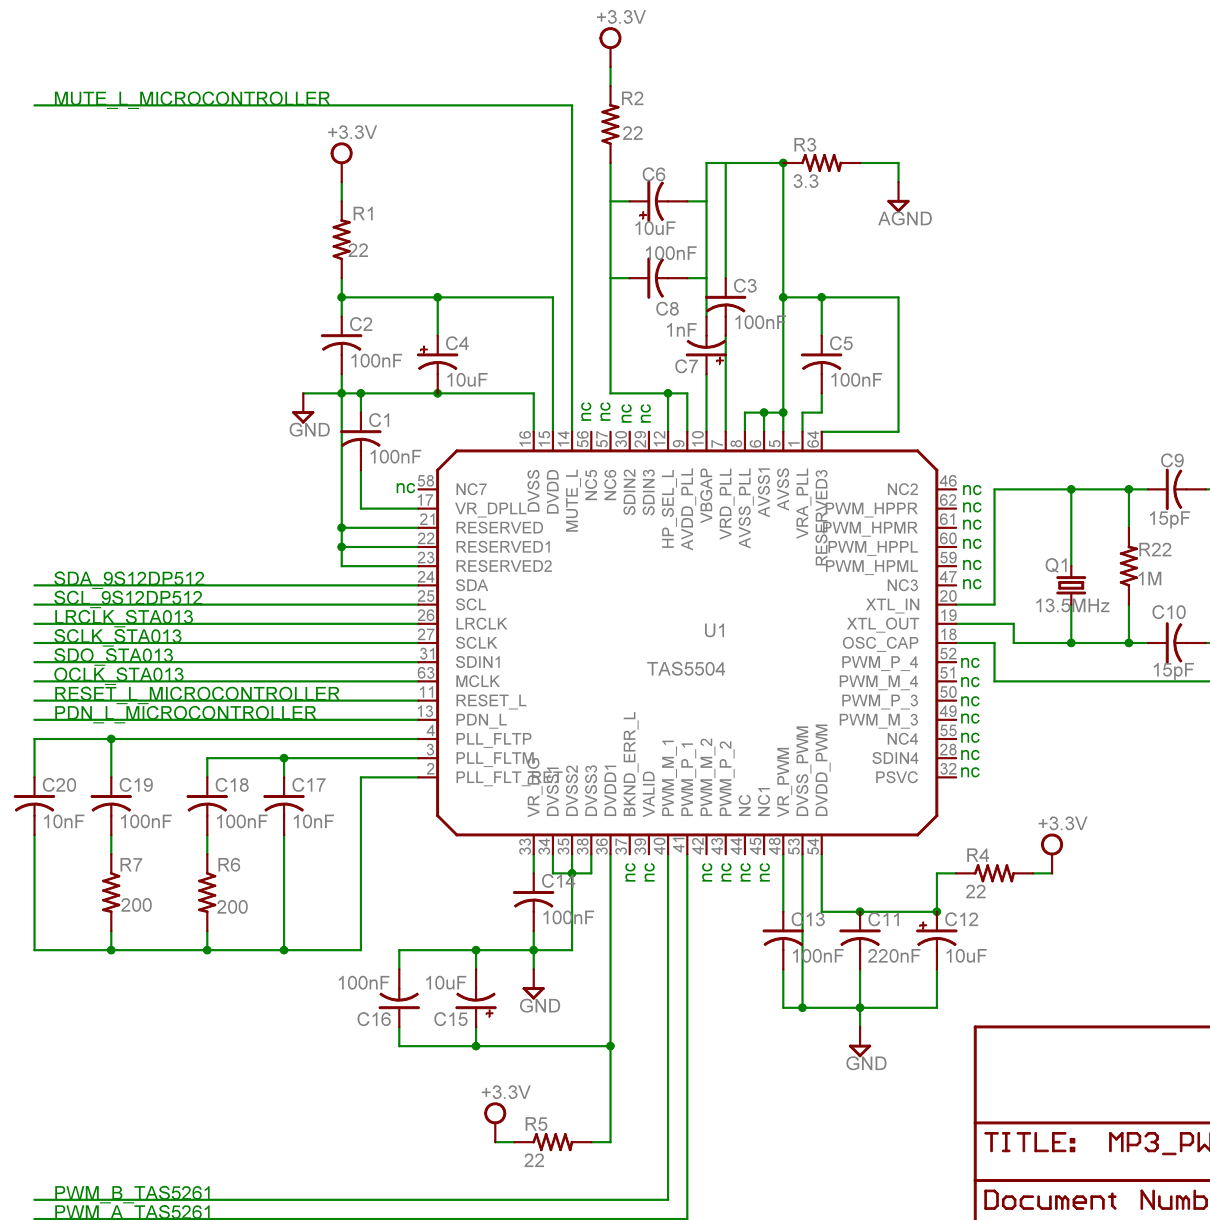 +3.3V
MUTE_L_MICROCONTROLLER
R2
22
+3.3V
R3
3.3
AGND
C6
10uF
R1
22
100nF
C8
C3
100nF
1nF
C7
C2
100nF
C4
10uF
C5
100nF
GND
C1
100nF
nc nc nc nc
16 15 14 56 57 30 29 12 9 10 7 8 6 5 1 64
DVSS
DVDD
MUTE_L
NC5
NC6
SDIN2
SDIN3
HP_SEL_L
AVDD_PLL
VBGAP
VRD_PLL
AVSS_PLL
AVSS1
AVSS
VRA_PLL
RESERVED3
nc 58 NC7
17 VR_DPLL
21 RESERVED
22 RESERVED1
23 RESERVED2
SDA_9S12DP512 24 SDA
SCL_9S12DP512 25 SCL
LRCLK_STA013 26 LRCLK
SCLK_STA013 27 SCLK
SDO_STA013 31 SDIN1
OCLK_STA013 63 MCLK
RESET_L_MICROCONTROLLER 11 RESET_L
PDN_L_MICROCONTROLLER 13 PDN_L
4 PLL_FLTP
3 PLL_FLTM
2 PLL_FLT_RET
U1
TAS5504
NC2 46 nc
PWM_HPPR 62 nc
PWM_HPMR 61 nc
PWM_HPPL 60 nc
PWM_HPML 59 nc
NC3 47 nc
XTL_IN 20
XTL_OUT 19
OSC_CAP 18
PWM_P_4 52 nc
PWM_M_4 51 nc
PWM_P_3 50 nc
PWM_M_3 49 nc
NC4 55 nc
SDIN4 28 nc
PSVC 32 nc
C9
15pF
Q1
13.5MHz
R22
1M
C10
15pF
VR_DIG
DVSS1
DVSS2
DVSS3
DVDD1
BKND_ERR_L
VALID
PWM_M_1
PWM_P_1
PWM_M_2
PWM_P_2
NC
NC1
VR_PWM
DVSS_PWM
DVDD_PWM
33 34 35 38 36 37 39 40 41 42 43 44 45 48 53 54
nc nc nc nc nc nc
C20
10nF
C19
100nF
C18
100nF
C17
10nF
R7
200
R6
200
C14
100nF
+3.3V
R4
22
C13
100nF
C11
220nF
C12
10uF
100nF
C16
10uF
C15
GND
GND
+3.3V
R5
22
TITLE: MP3_PW
Document Numb
PWM_B_TAS5261
PWM_A_TAS5261